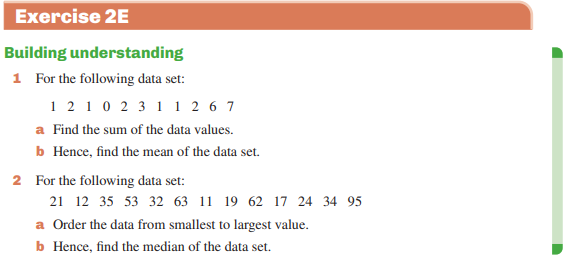 Exercise 2E
Building understanding
1 For the following data set:
1 2 1 0 2 3 1 1 2 6 7
a Find the sum of the data values.
b Hence, find the mean of the data set.
2 For the following data set:
21 12 35 53 32 63 11 19 62 17 24 34 95
a Order the data from smallest to largest value.
b Hence, find the median of the data set.